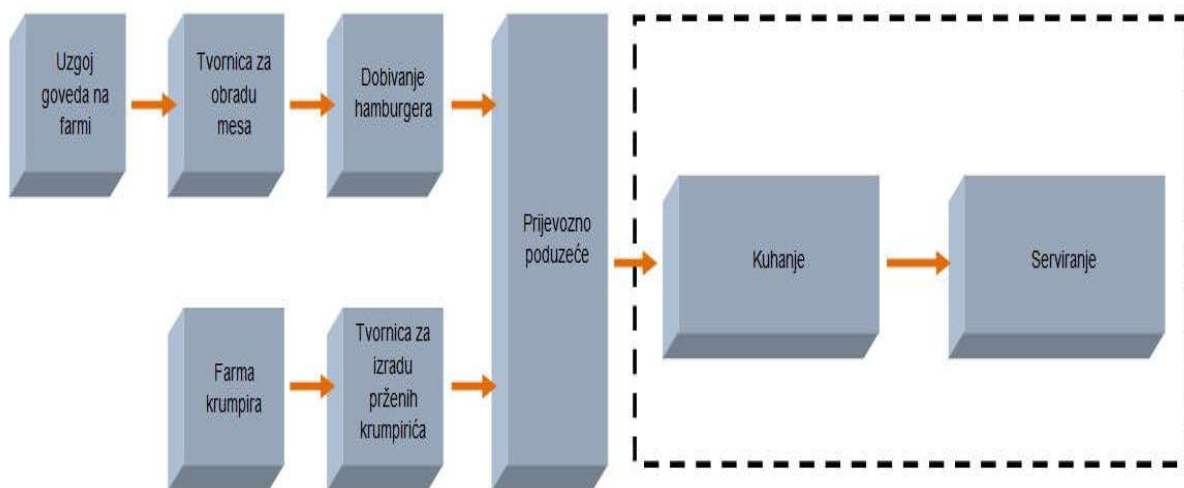 Uzgoj
goveda na
farmi
Tvornica za
obradu
mesa
Dobivanje
hamburgera
Prijevozno
poduzeće
Kuhanje
Serviranje
Farma
krumpira
Tvornica za
izradu
prženih
krumpirića